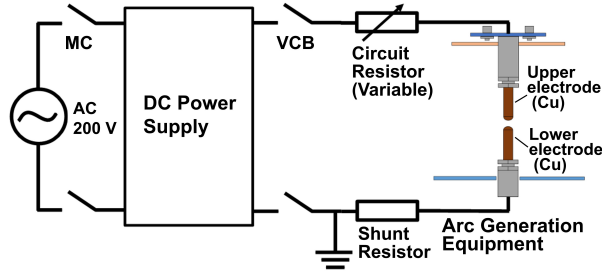 MC
VCB
AC
200 V
DC Power
Supply
Circuit
Resistor
(Variable)
Upper
electrode
(Cu)
Lower
electrode
(Cu)
Shunt
Resistor
Arc Generation
Equipment